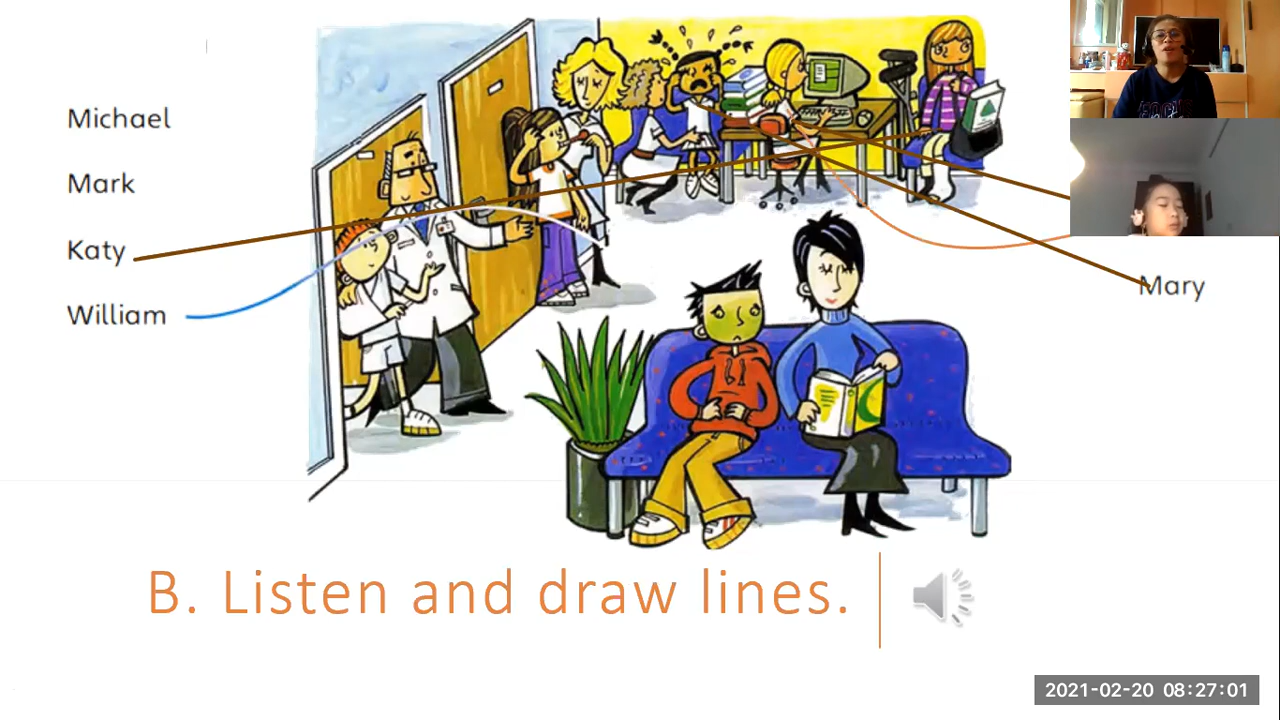 Michael
Mark
Katy
William
Mary
B. Listen and draw lines.
2021-02-20 08:27:01